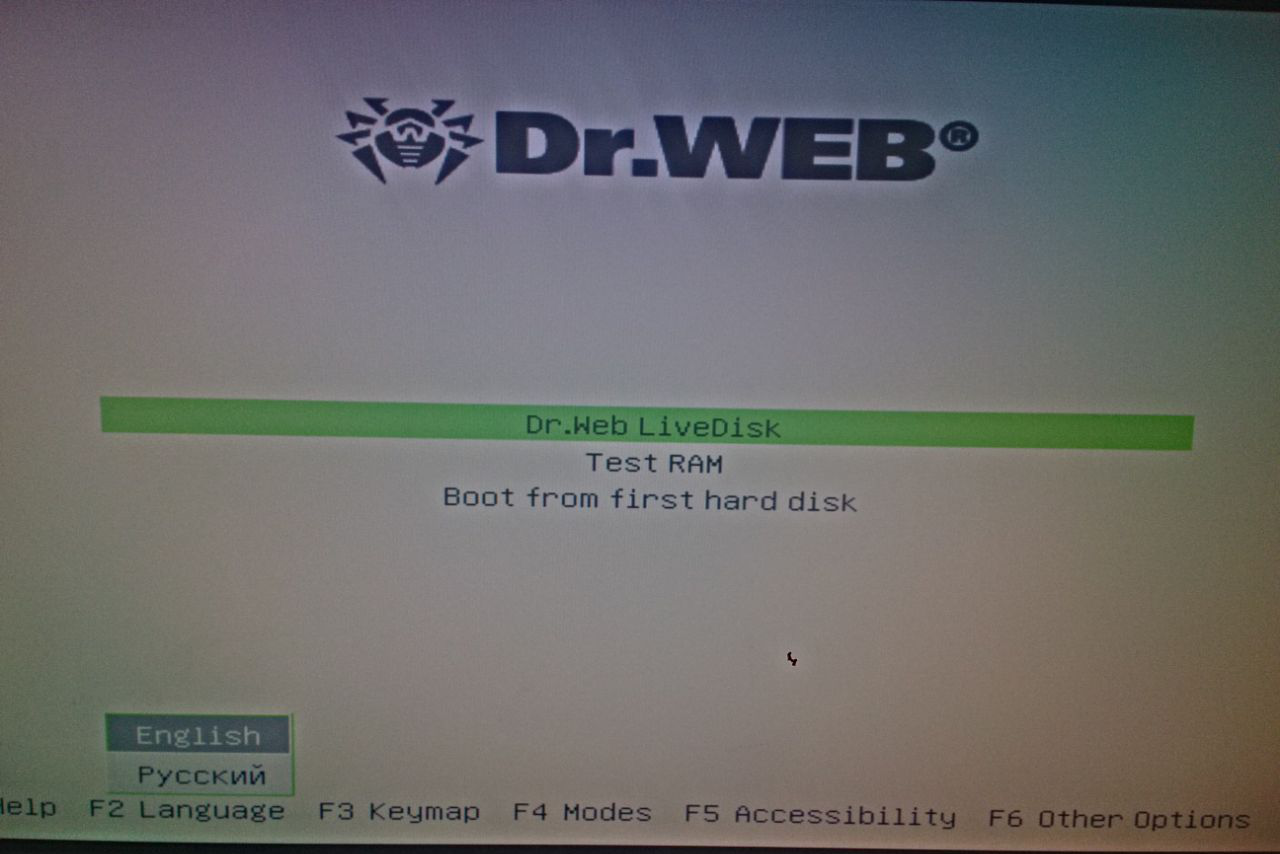 Dr.WEB®
Dr.Web LiveDisk
Test RAM
Boot from first hard disk
English
Русский
Help F2 Language F3 Keymap F4 Modes F5 Accessibility F6 Other Options